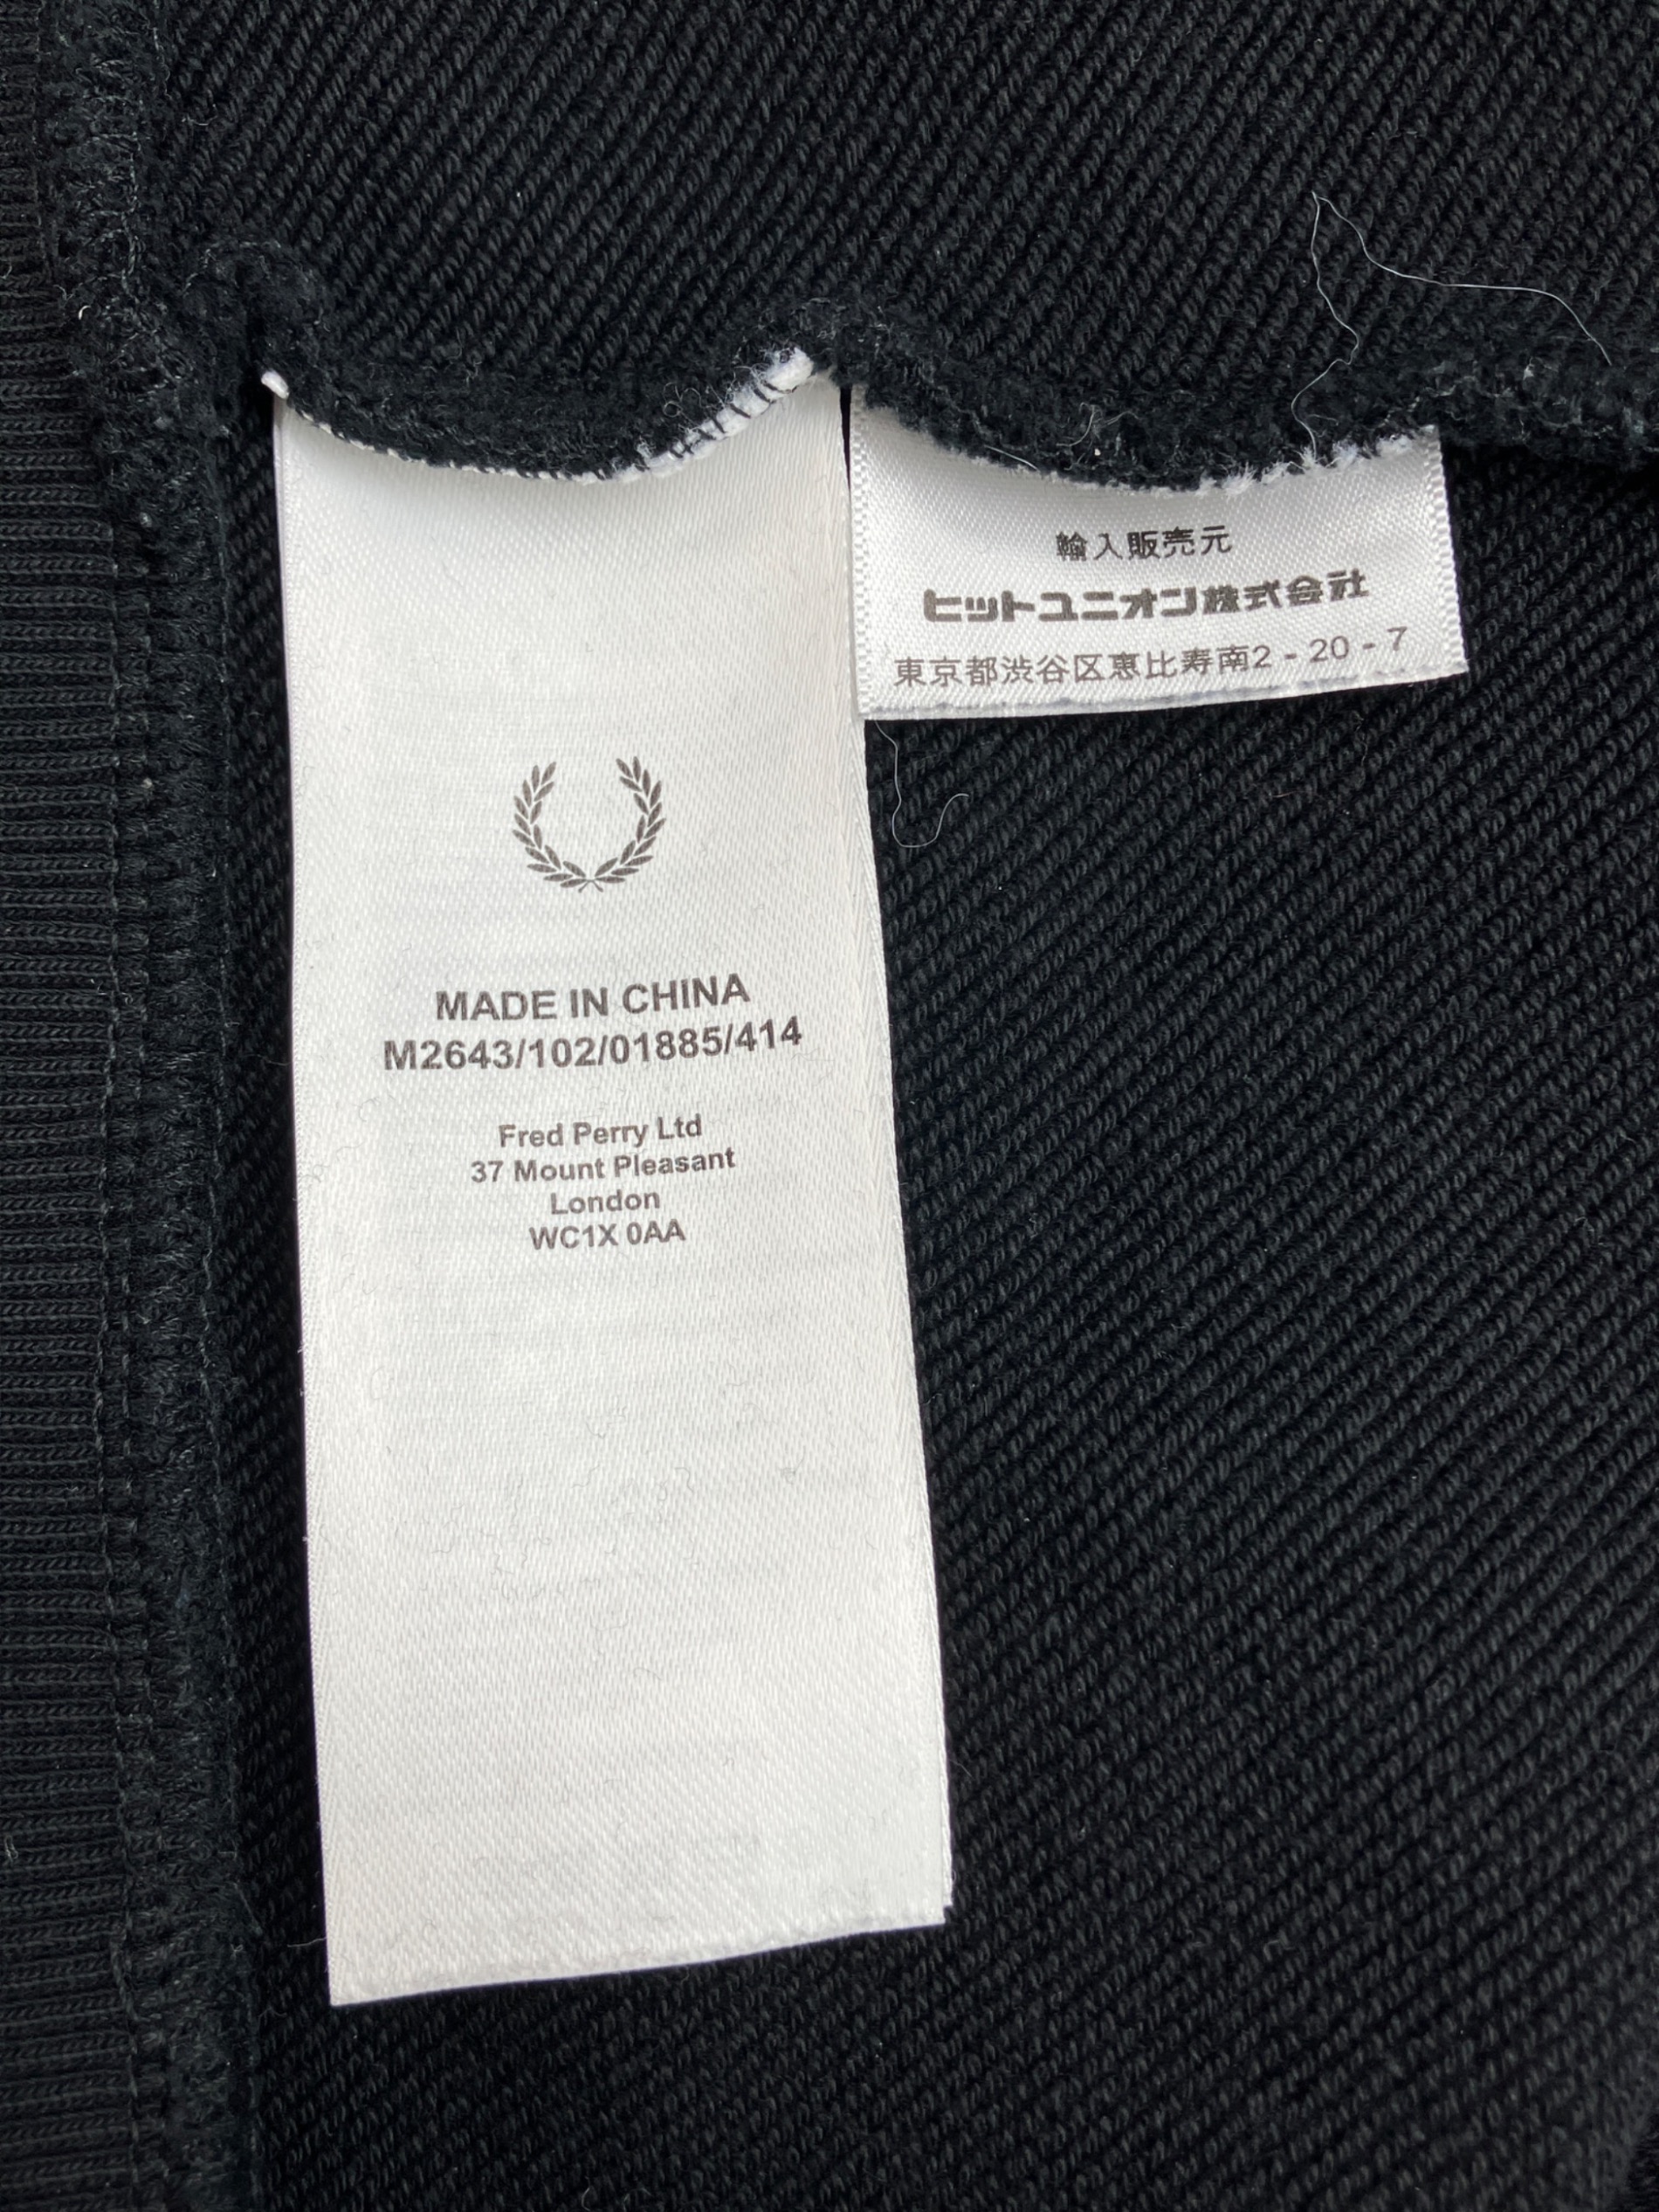 MADE IN CHINA
M2643/102/01885/414
Fred Perry Ltd
37 Mount Pleasant
London
WC1X 0AA
輸入販売元
ヒットユニオン株式会社
東京都渋谷区恵比寿南2 - 20 - 7